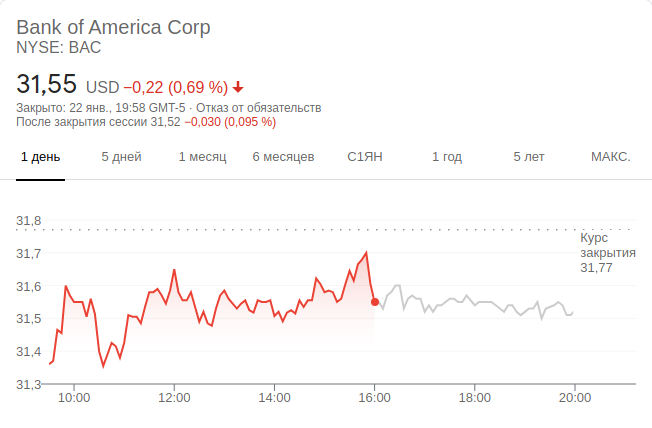 Bank of America Corp
NYSE: BAC
31,55 USD −0,22 (0,69 %)
Закрыто: 22 янв., 19:58 GMT-5 · Отказ от обязательств
После закрытия сессии 31,52 −0,030 (0,095 %)
1 день 5 дней 1 месяц 6 месяцев С1ЯН 1 год 5 лет МАКС.
31,8
Курс
закрытия
31,77
31,7
31,6
31,5
31,4
31,3
10:00 12:00 14:00 16:00 18:00 20:00